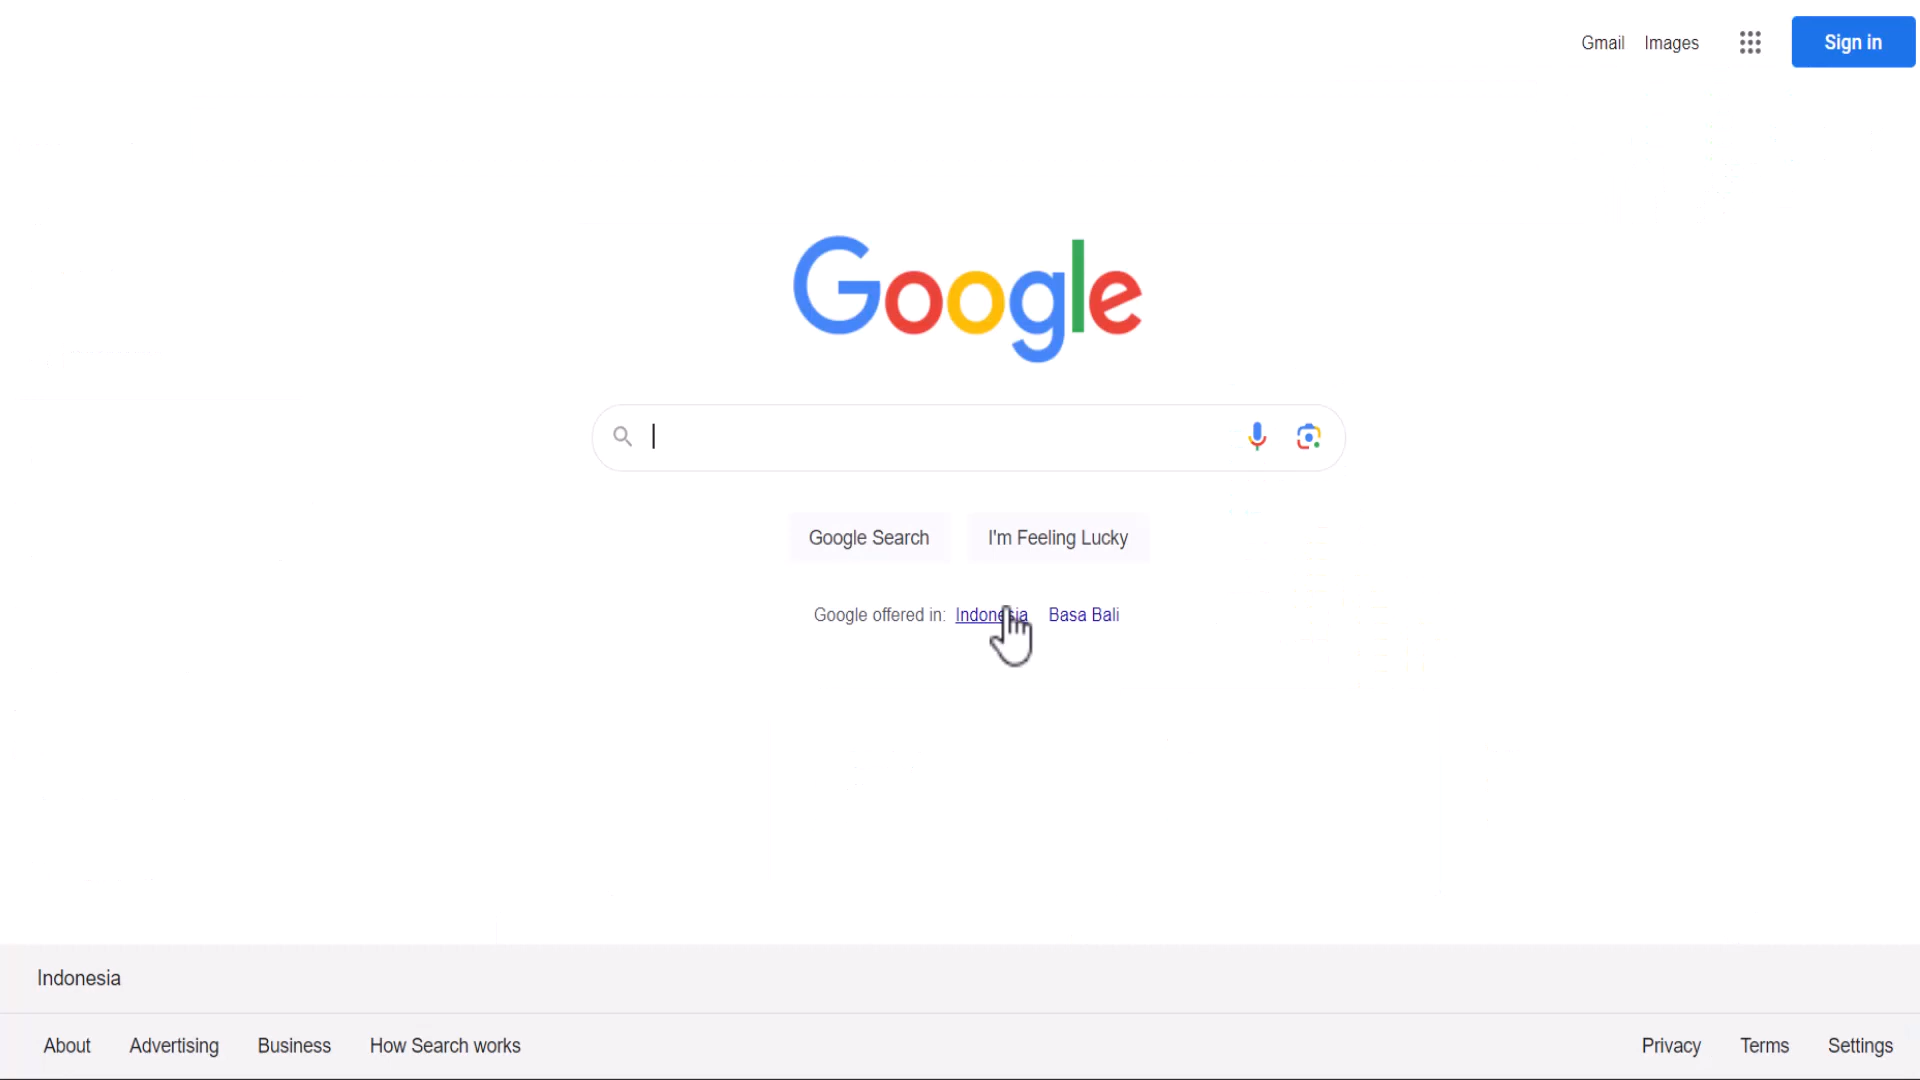 Gmail Images Sign in
Google
Google Search I'm Feeling Lucky
Google offered in: Indonesia Basa Bali
Indonesia
About Advertising Business How Search works Privacy Terms Settings